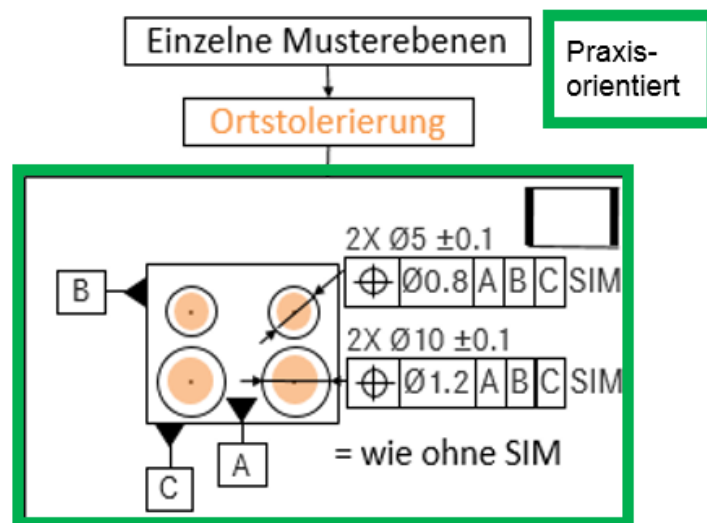 Einzelne Musterebenen
Praxis-
orientiert
Ortstolerierung
2X Ø5 ±0.1
⌖ Ø0.8 A B C SIM
B
2X Ø10 ±0.1
⌖ Ø1.2 A B C SIM
A
= wie ohne SIM
C